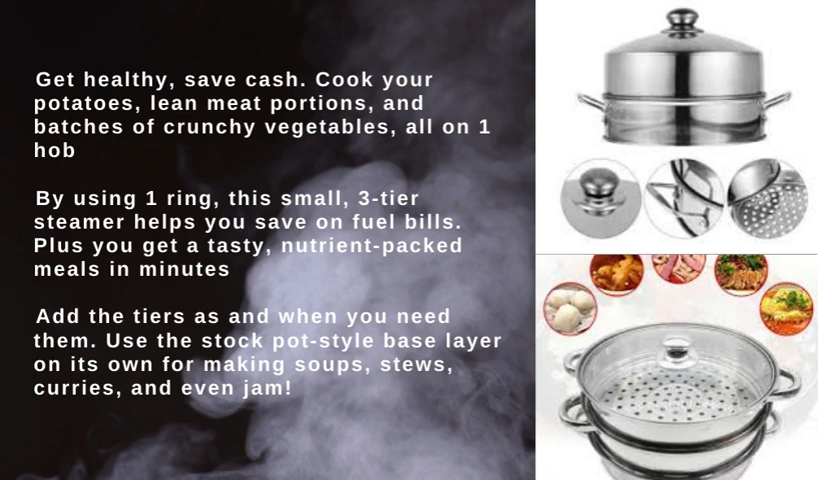 Get healthy, save cash. Cook your
potatoes, lean meat portions, and
batches of crunchy vegetables, all on 1
hob
By using 1 ring, this small, 3-tier
steamer helps you save on fuel bills.
Plus you get a tasty, nutrient-packed
meals in minutes
Add the tiers as and when you need
them. Use the stock pot-style base layer
on its own for making soups, stews,
curries, and even jam!